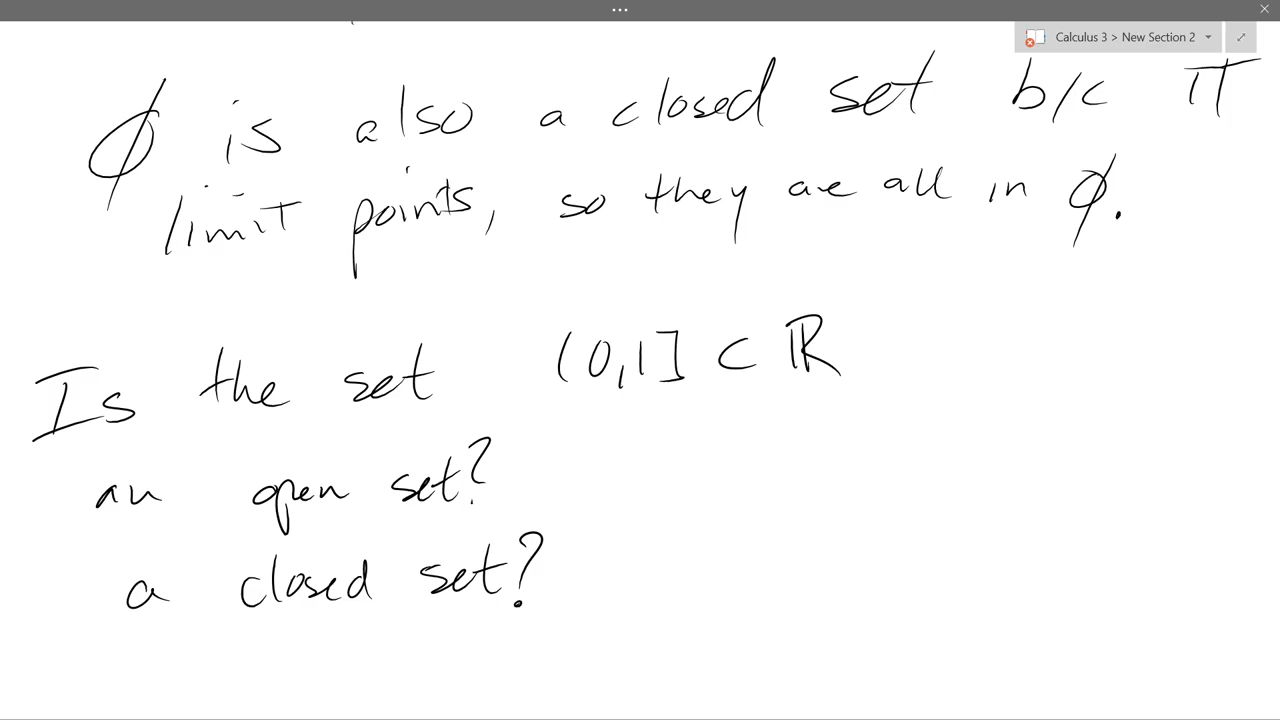 Calculus 3 > New Section 2
∅ is also a closed set b/c it
limit points, so they are all in ∅.
Is the set (0,1] ⊂ ℝ
an open set?
a closed set?